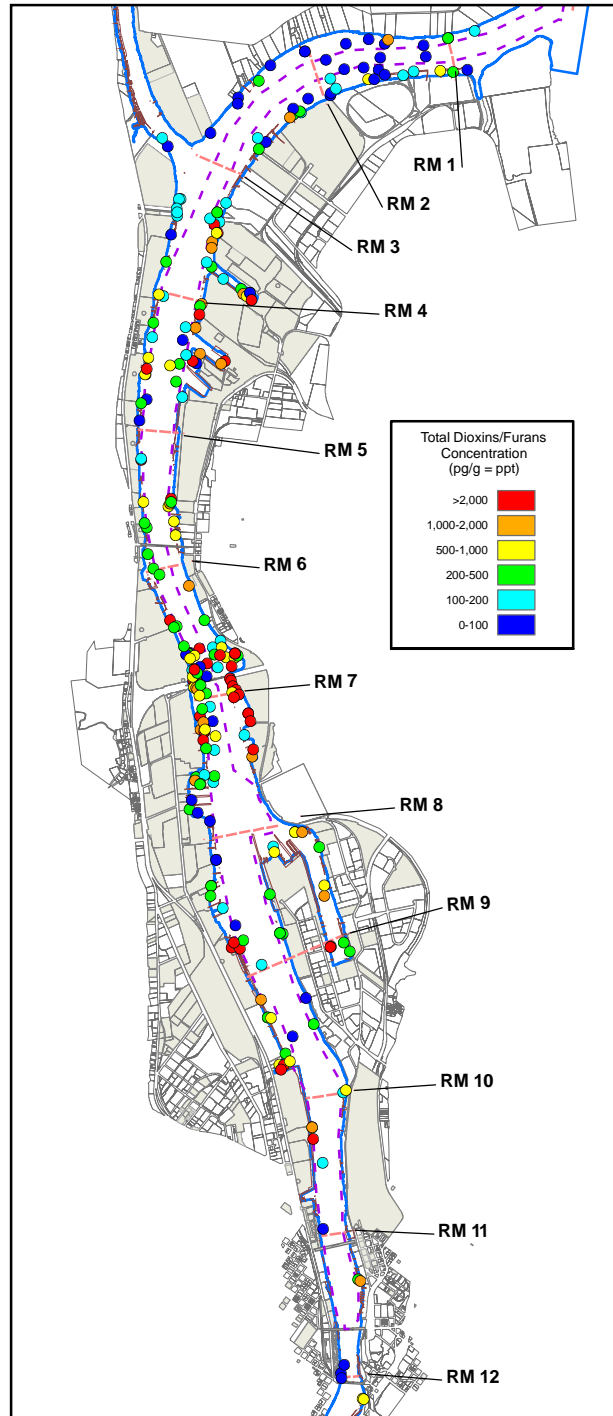 RM 1
RM 2
RM 3
RM 4
RM 5
Total Dioxins/Furans
Concentration
(pg/g = ppt)
>2,000
1,000-2,000
500-1,000
200-500
100-200
0-100
RM 6
RM 7
RM 8
RM 9
RM 10
RM 11
RM 12